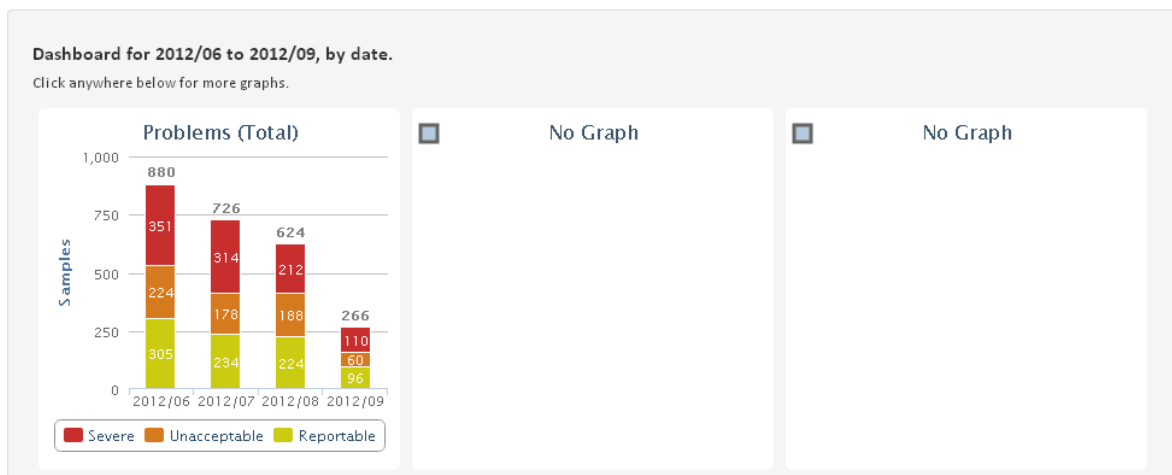 Dashboard for 2012/06 to 2012/09, by date.
Click anywhere below for more graphs.
Problems (Total)
No Graph
No Graph
Samples
1,000
750
500
250
0
880
351
224
305
726
314
178
234
624
212
188
224
266
110
60
96
2012/06 2012/07 2012/08 2012/09
Severe Unacceptable Reportable